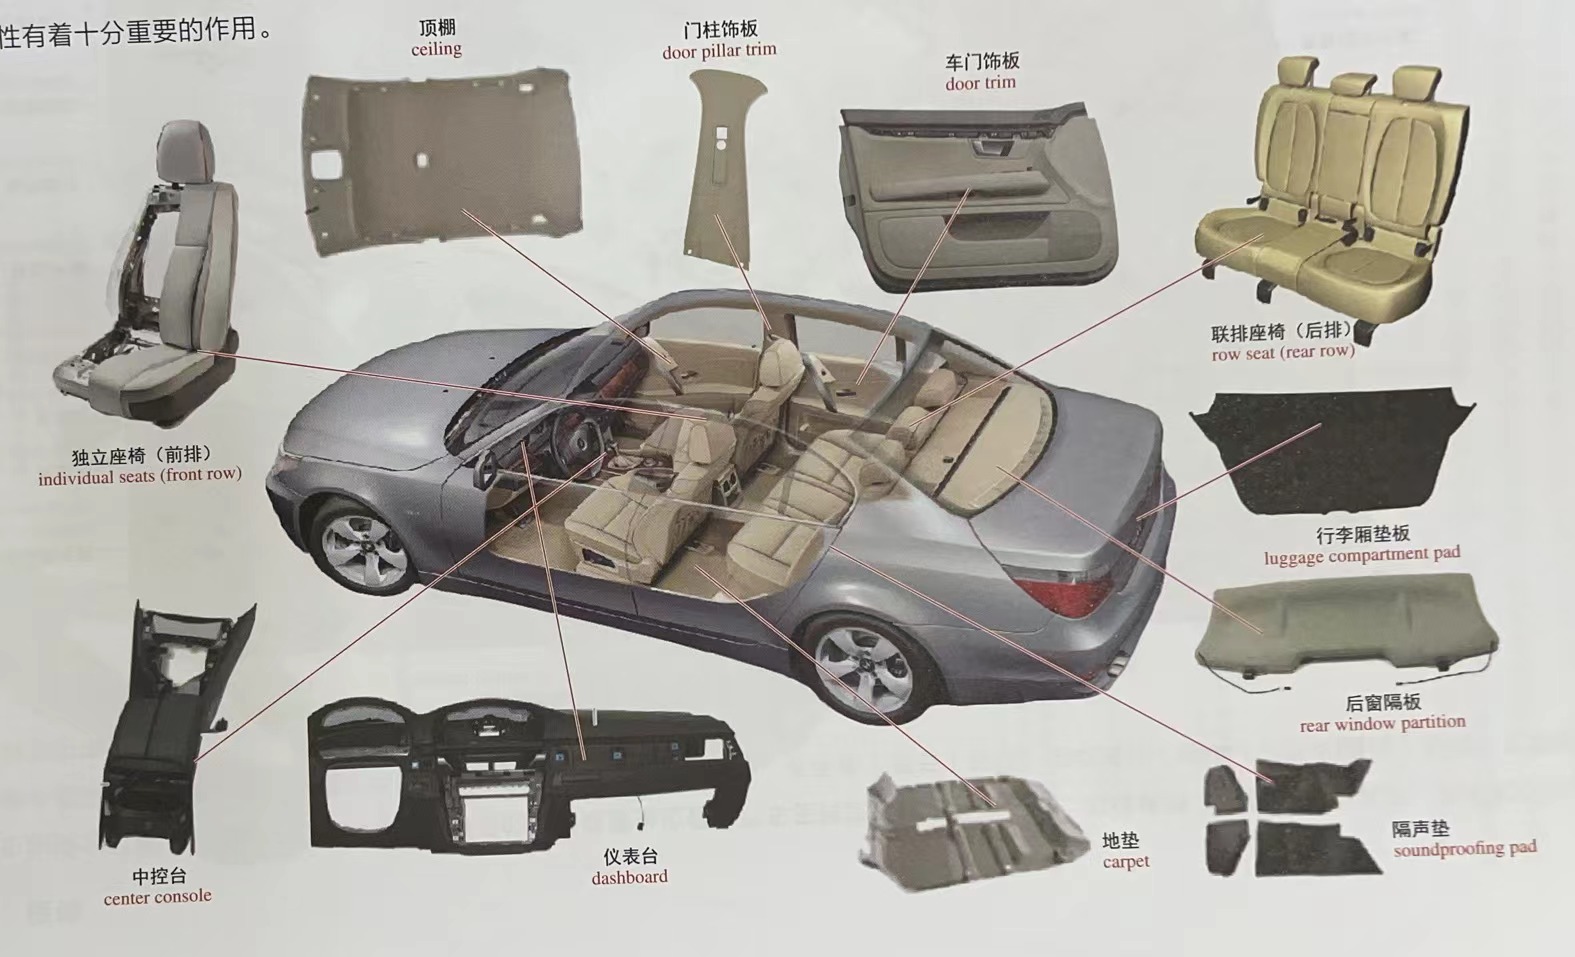 性有着十分重要的作用。
顶棚
ceiling
门柱饰板
door pillar trim
车门饰板
door trim
联排座椅（后排）
row seat (rear row)
独立座椅（前排）
individual seats (front row)
行李厢垫板
luggage compartment pad
后窗隔板
rear window partition
隔声垫
soundproofing pad
地垫
carpet
仪表台
dashboard
中控台
center console